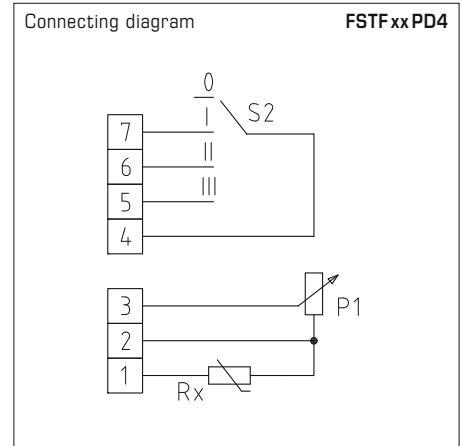 Connecting diagram FSTF xx PD4
0
I
S2
7
II
6
III
5
4
3
P1
2
1
Rx